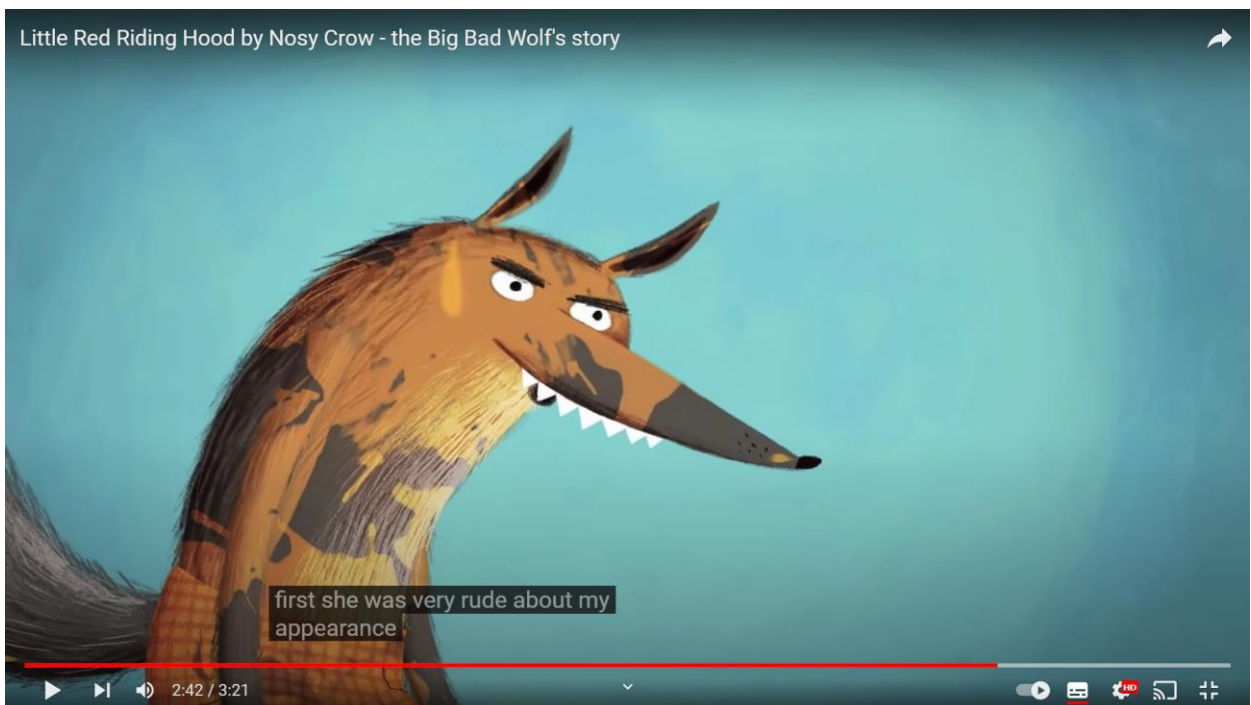 Little Red Riding Hood by Nosy Crow - the Big Bad Wolf's story
first she was very rude about my
appearance
2:42 / 3:21
HD